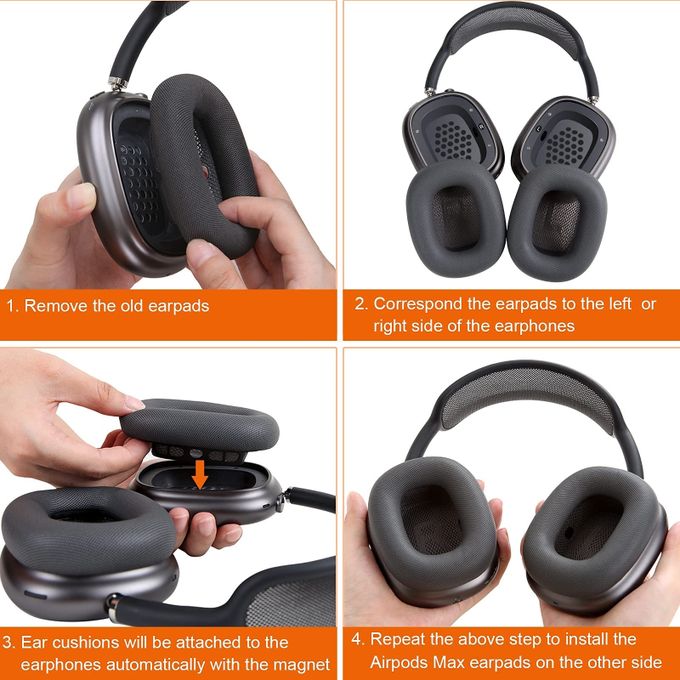 1. Remove the old earpads
2. Correspond the earpads to the left or
right side of the earphones
3. Ear cushions will be attached to the
earphones automatically with the magnet
4. Repeat the above step to install the
Airpods Max earpads on the other side